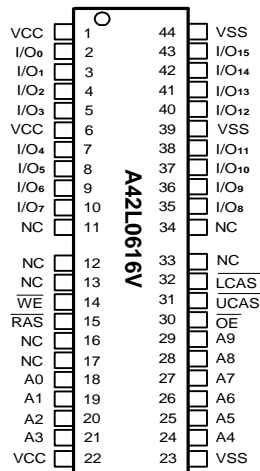 VCC 1 44 VSS
I/O0 2 43 I/O15
I/O1 3 42 I/O14
I/O2 4 41 I/O13
I/O3 5 40 I/O12
VCC 6 39 VSS
I/O4 7 38 I/O11
I/O5 8 37 I/O10
I/O6 9 36 I/O9
I/O7 10 35 I/O8
NC 11 34 NC
A42L0616V
NC 12 33 NC
NC 13 32 LCAS
WE 14 31 UCAS
RAS 15 30 OE
NC 16 29 A9
NC 17 28 A8
A0 18 27 A7
A1 19 26 A6
A2 20 25 A5
A3 21 24 A4
VCC 22 23 VSS